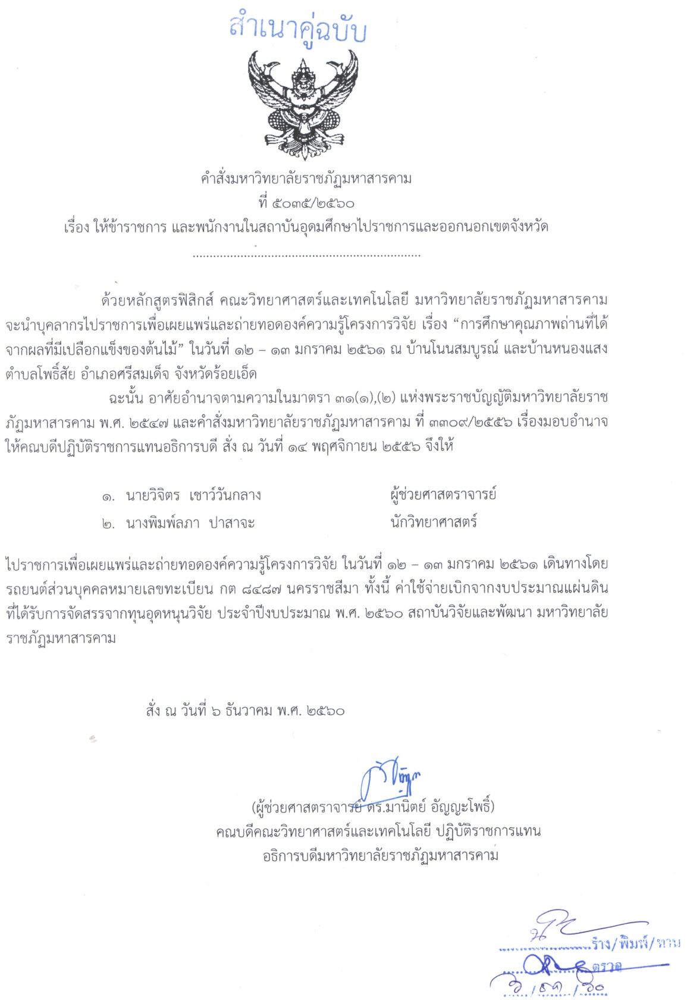 สำเนาคู่ฉบับ
คำสั่งมหาวิทยาลัยราชภัฏมหาสารคาม
ที่ ๕๐๓๕/๒๕๖๐
เรื่อง ให้ข้าราชการ และพนักงานในสถาบันอุดมศึกษาไปราชการและออกนอกเขตจังหวัด
....................................................................
ด้วยหลักสูตรฟิสิกส์ คณะวิทยาศาสตร์และเทคโนโลยี มหาวิทยาลัยราชภัฏมหาสารคาม
จะนำบุคลากรไปราชการเพื่อเผยแพร่และถ่ายทอดองค์ความรู้โครงการวิจัย เรื่อง “การศึกษาคุณภาพถ่านที่ได้
จากผลที่มีเปลือกแข็งของต้นไม้” ในวันที่ ๑๒ – ๑๓ มกราคม ๒๕๖๑ ณ บ้านโนนสมบูรณ์ และบ้านหนองแสง
ตำบลโพธิ์สัย อำเภอศรีสมเด็จ จังหวัดร้อยเอ็ด
ฉะนั้น อาศัยอำนาจตามความในมาตรา ๓๑(๑),(๒) แห่งพระราชบัญญัติมหาวิทยาลัยราช
ภัฏมหาสารคาม พ.ศ. ๒๕๔๗ และคำสั่งมหาวิทยาลัยราชภัฏมหาสารคาม ที่ ๓๓๐๙/๒๕๕๖ เรื่องมอบอำนาจ
ให้คณบดีปฏิบัติราชการแทนอธิการบดี สั่ง ณ วันที่ ๑๔ พฤศจิกายน ๒๕๕๖ จึงให้
๑. นายวิจิตร เชาว์วันกลาง ผู้ช่วยศาสตราจารย์
๒. นางพิมพ์ลภา ปาสาจะ นักวิทยาศาสตร์
ไปราชการเพื่อเผยแพร่และถ่ายทอดองค์ความรู้โครงการวิจัย ในวันที่ ๑๒ – ๑๓ มกราคม ๒๕๖๑ เดินทางโดย
รถยนต์ส่วนบุคคลหมายเลขทะเบียน กต ๘๔๘๗ นครราชสีมา ทั้งนี้ ค่าใช้จ่ายเบิกจากงบประมาณแผ่นดิน
ที่ได้รับการจัดสรรจากทุนอุดหนุนวิจัย ประจำปีงบประมาณ พ.ศ. ๒๕๖๐ สถาบันวิจัยและพัฒนา มหาวิทยาลัย
ราชภัฏมหาสารคาม
สั่ง ณ วันที่ ๖ ธันวาคม พ.ศ. ๒๕๖๐
(ผู้ช่วยศาสตราจารย์ ดร.มานิตย์ อัญญะโพธิ์)
คณบดีคณะวิทยาศาสตร์และเทคโนโลยี ปฏิบัติราชการแทน
อธิการบดีมหาวิทยาลัยราชภัฏมหาสารคาม
ร่าง/พิมพ์/ทาน
ตรวจ
๖ / ธค / ๖๐